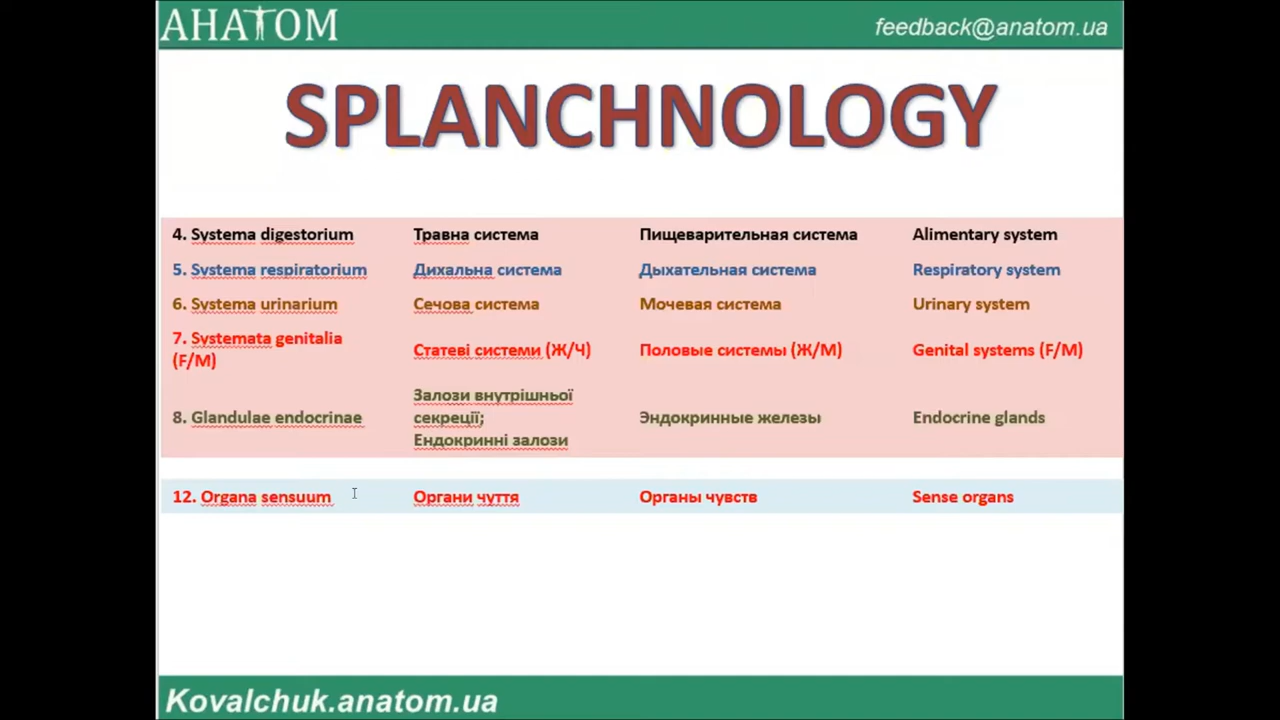 АНАТОМ
feedback@anatom.ua
SPLANCHNOLOGY
4. Systema digestorium
Травна система
Пищеварительная система
Alimentary system
5. Systema respiratorium
Дихальна система
Дыхательная система
Respiratory system
6. Systema urinarium
Сечова система
Мочевая система
Urinary system
7. Systemata genitalia
(F/M)
Статеві системи (Ж/Ч)
Половые системы (Ж/М)
Genital systems (F/M)
8. Glandulae endocrinae
Залози внутрішньої
секреції;
Ендокринні залози
Эндокринные железы
Endocrine glands
12. Organa sensuum
Органи чуття
Органы чувств
Sense organs
Kovalchuk.anatom.ua